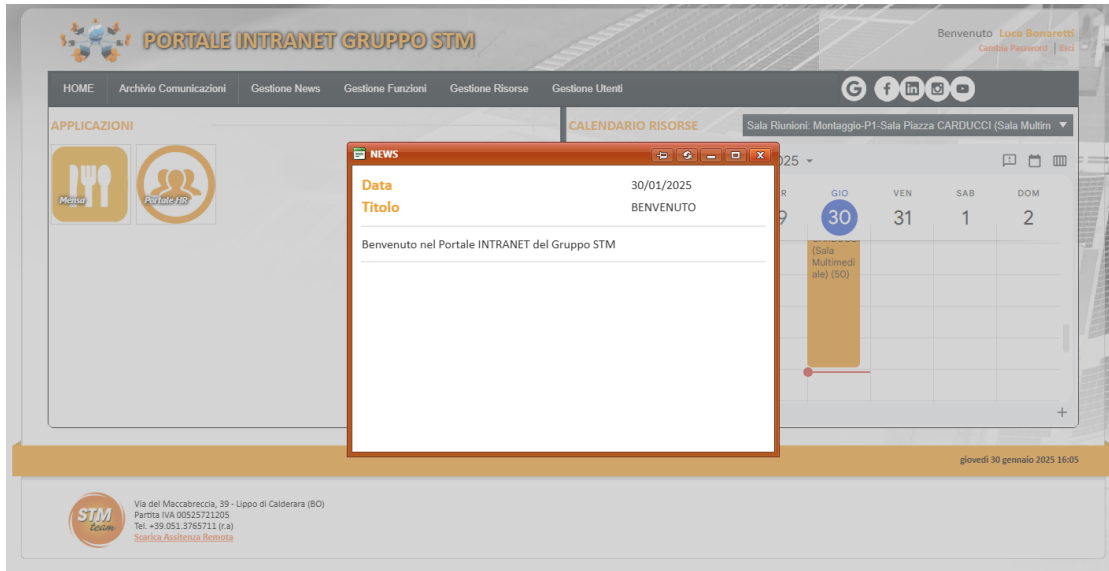 PORTALE INTRANET GRUPPO STM
Benvenuto Luca Bonaretti
Cambia Password | Esci
HOME Archivio Comunicazioni Gestione News Gestione Funzioni Gestione Risorse Gestione Utenti
APPLICAZIONI
Mensa
Portale HR
CALENDARIO RISORSE
Sala Riunioni: Montaggio-P1-Sala Piazza CARDUCCI (Sala Multim
NEWS
Data 30/01/2025
Titolo BENVENUTO
Benvenuto nel Portale INTRANET del Gruppo STM
GIO VEN SAB DOM
30 31 1 2
(Sala
Multimedi
ale) (50)
giovedì 30 gennaio 2025 16:05
STM
team
Via del Maccabreccia, 39 - Lippo di Calderara (BO)
Partita IVA 00525721205
Tel. +39.051.3765711 (r.a)
Scarica Assitenza Remota